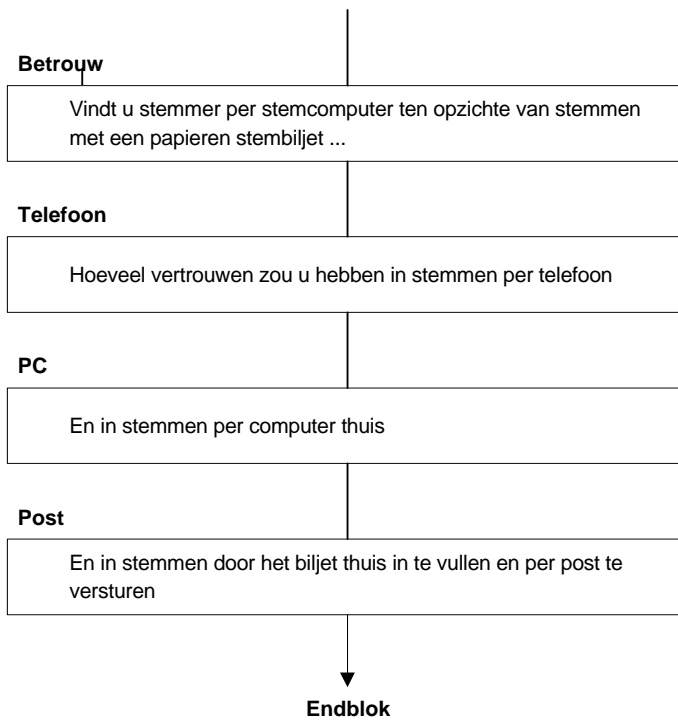 Betrouw
Vindt u stemmer per stemcomputer ten opzichte van stemmen
met een papieren stembiljet ...
Telefoon
Hoeveel vertrouwen zou u hebben in stemmen per telefoon
PC
En in stemmen per computer thuis
Post
En in stemmen door het biljet thuis in te vullen en per post te
versturen
Endblok